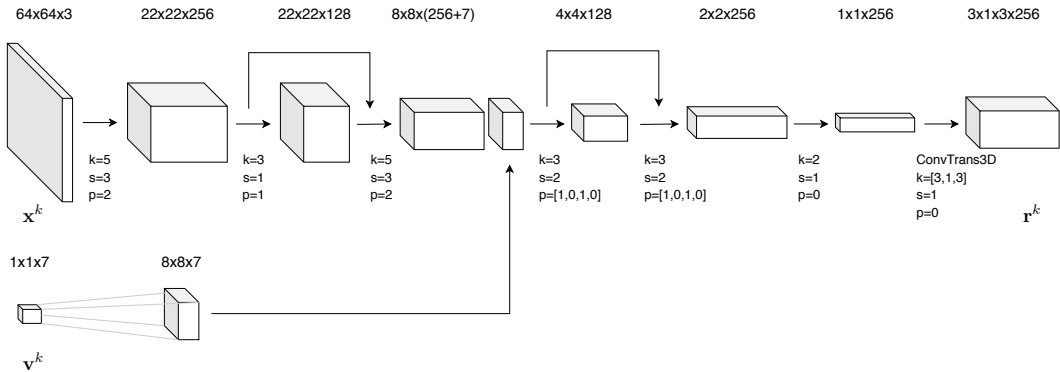 64x64x3 22x22x256 22x22x128 8x8x(256+7) 4x4x128 2x2x256 1x1x256 3x1x3x256
k=5
s=3
p=2
k=3
s=1
p=1
k=5
s=3
p=2
k=3
s=2
p=[1,0,1,0]
k=3
s=2
p=[1,0,1,0]
k=2
s=1
p=0
ConvTrans3D
k=[3,1,3]
s=1
p=0
x^k
r^k
1x1x7 8x8x7
v^k